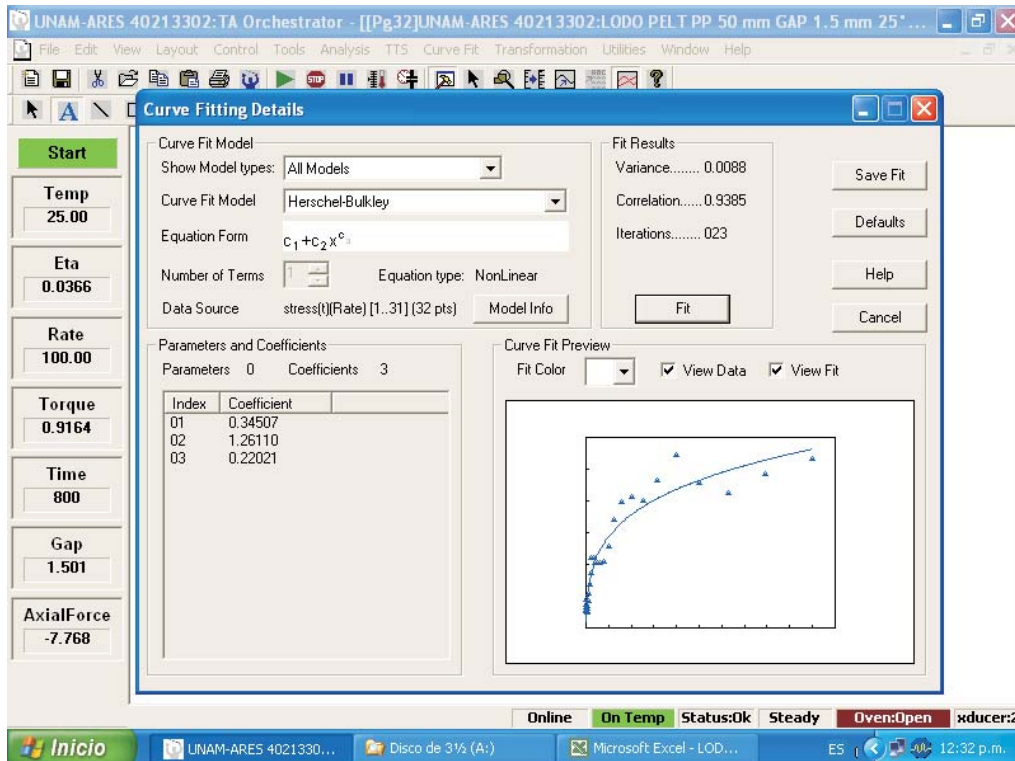 UNAM-ARES 40213302:TA Orchestrator - [[Pg32]UNAM-ARES 40213302:LODO PELT PP 50 mm GAP 1.5 mm 25°...
File Edit View Layout Control Tools Analysis TTS Curve Fit Transformation Utilities Window Help
STOP
A
Curve Fitting Details
Start
Temp
25.00
Eta
0.0366
Rate
100.00
Torque
0.9164
Time
800
Gap
1.501
AxialForce
-7.768
Curve Fit Model
Show Model types: All Models
Curve Fit Model Herschel-Bulkley
Equation Form c1+c2x^c3
Number of Terms 1 Equation type: NonLinear
Data Source stress(t)(Rate) [1..31] (32 pts) Model Info
Fit Results
Variance........ 0.0088
Correlation......0.9385
Iterations........ 023
Fit
Save Fit
Defaults
Help
Cancel
Parameters and Coefficients
Parameters 0 Coefficients 3
Index Coefficient
01 0.34507
02 1.26110
03 0.22021
Curve Fit Preview
Fit Color View Data View Fit
Online On Temp Status:Ok Steady Oven:Open xducer:2
Inicio UNAM-ARES 4021330... Disco de 3½ (A:) Microsoft Excel - LOD... ES 12:32 p.m.